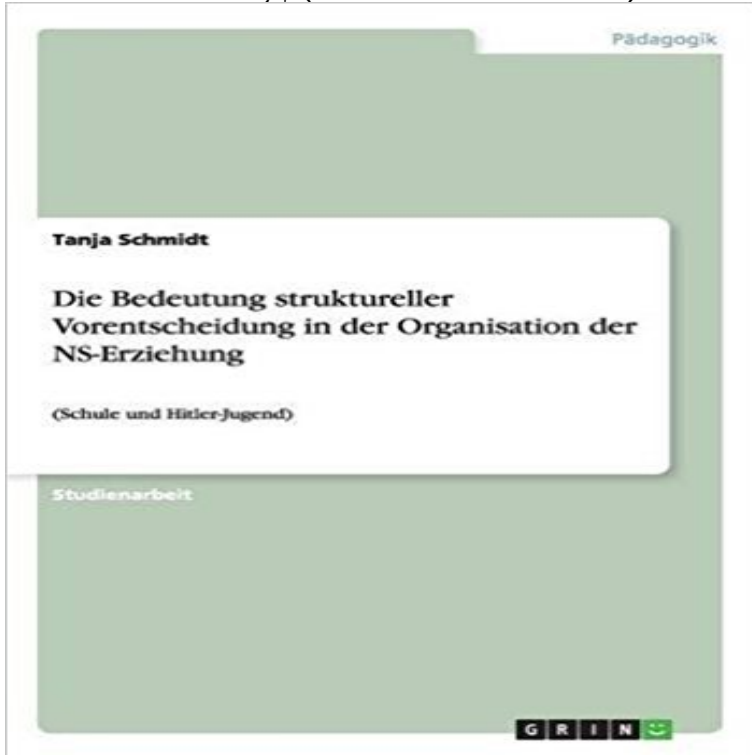 Pädagogik
Tanja Schmidt
Die Bedeutung struktureller
Vorentscheidung in der Organisation der
NS-Erziehung
(Schule und Hitler-Jugend)
Studienarbeit
GRIN